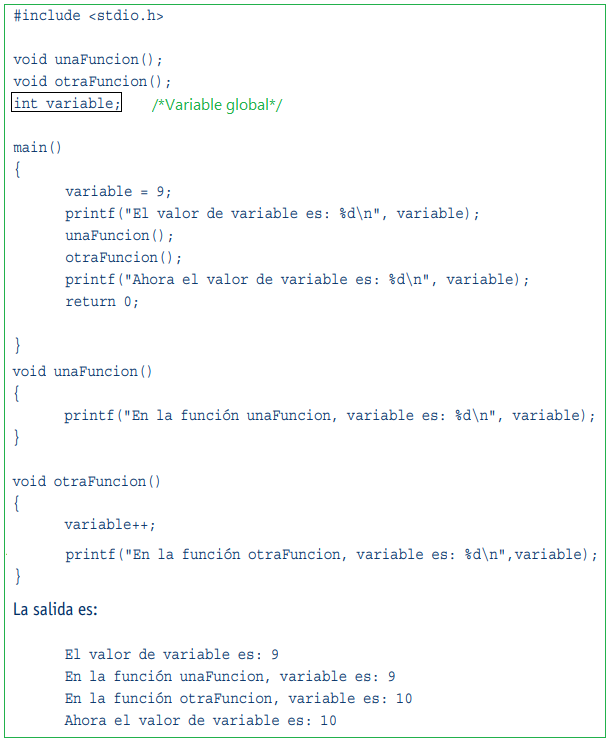 #include <stdio.h>
void unaFuncion();
void otraFuncion();
int variable; /*Variable global*/
main()
{
variable = 9;
printf("El valor de variable es: %d\n", variable);
unaFuncion();
otraFuncion();
printf("Ahora el valor de variable es: %d\n", variable);
return 0;
}
void unaFuncion()
{
printf("En la función unaFuncion, variable es: %d\n", variable);
}
void otraFuncion()
{
variable++;
printf("En la función otraFuncion, variable es: %d\n",variable);
}
La salida es:
El valor de variable es: 9
En la función unaFuncion, variable es: 9
En la función otraFuncion, variable es: 10
Ahora el valor de variable es: 10